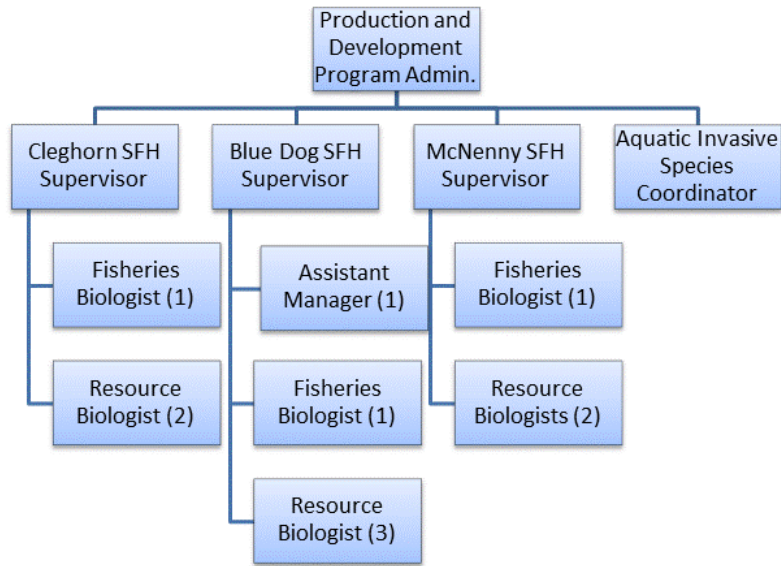 Production and
Development
Program Admin.
Cleghorn SFH
Supervisor
Blue Dog SFH
Supervisor
McNenny SFH
Supervisor
Aquatic Invasive
Species
Coordinator
Fisheries
Biologist (1)
Resource
Biologist (2)
Assistant
Manager (1)
Fisheries
Biologist (1)
Resource
Biologist (3)
Fisheries
Biologist (1)
Resource
Biologists (2)